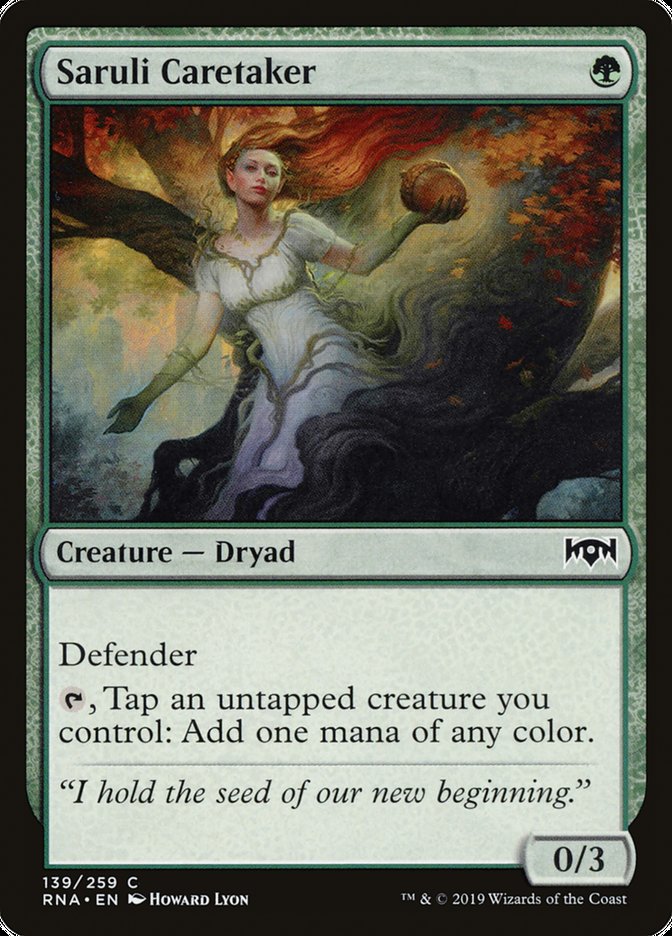 Saruli Caretaker
Creature — Dryad
Defender
, Tap an untapped creature you
control: Add one mana of any color.
“I hold the seed of our new beginning.”
0/3
139/259 C
RNA • EN Howard Lyon
™ & © 2019 Wizards of the Coast